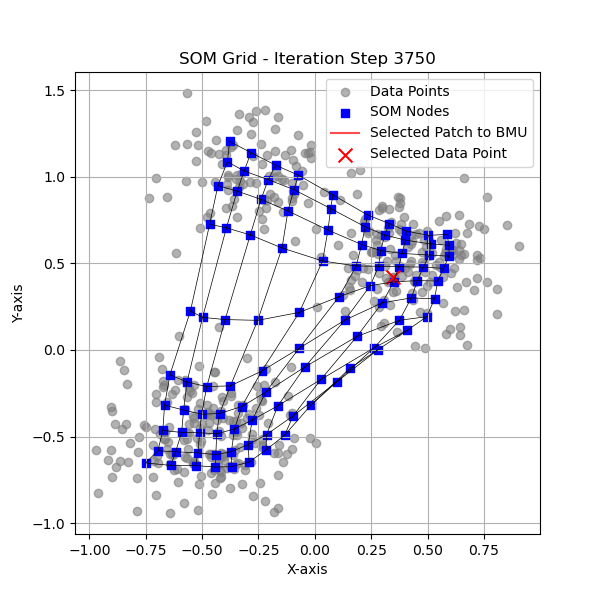 SOM Grid - Iteration Step 3750
Data Points
SOM Nodes
Selected Patch to BMU
Selected Data Point
Y-axis
1.5
1.0
0.5
0.0
−0.5
−1.0
−1.00 −0.75 −0.50 −0.25 0.00 0.25 0.50 0.75
X-axis